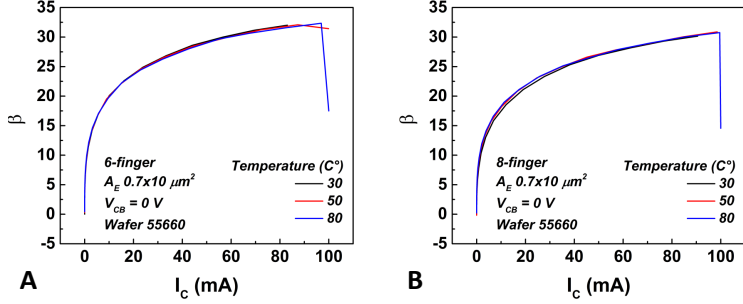 35
30
25
20
15
10
5
0
-5
β
6-finger
A_E 0.7x10 μm²
V_CB = 0 V
Wafer 55660
Temperature (C°)
30
50
80
0 20 40 60 80 100
I_C (mA)
A
35
30
25
20
15
10
5
0
-5
β
8-finger
A_E 0.7x10 μm²
V_CB = 0 V
Wafer 55660
Temperature (C°)
30
50
80
0 20 40 60 80 100
I_C (mA)
B